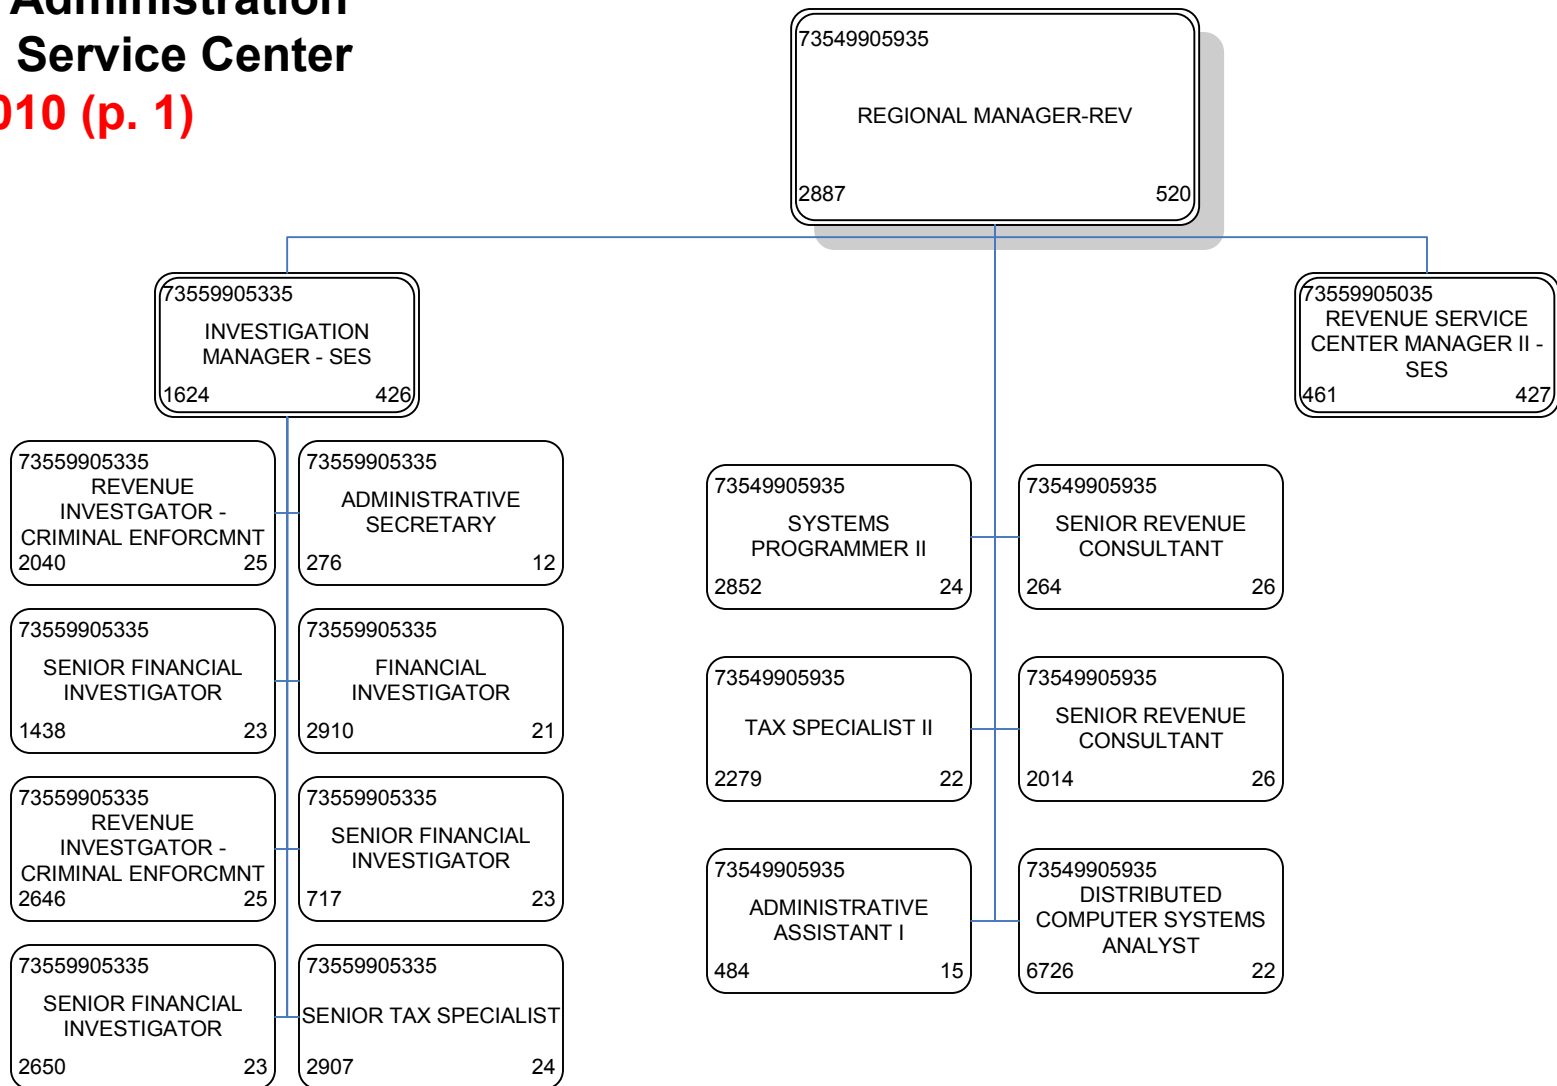 Administration
Service Center
010 (p. 1)
73549905935
REGIONAL MANAGER-REV
2887 520
73559905335
INVESTIGATION
MANAGER - SES
1624 426
73559905035
REVENUE SERVICE
CENTER MANAGER II -
SES
461 427
73559905335
REVENUE
INVESTGATOR -
CRIMINAL ENFORCMNT
2040 25
73559905335
ADMINISTRATIVE
SECRETARY
276 12
73559905335
SENIOR FINANCIAL
INVESTIGATOR
1438 23
73559905335
FINANCIAL
INVESTIGATOR
2910 21
73559905335
REVENUE
INVESTGATOR -
CRIMINAL ENFORCMNT
2646 25
73559905335
SENIOR FINANCIAL
INVESTIGATOR
717 23
73559905335
SENIOR FINANCIAL
INVESTIGATOR
2650 23
73559905335
SENIOR TAX SPECIALIST
2907 24
73549905935
SYSTEMS
PROGRAMMER II
2852 24
73549905935
SENIOR REVENUE
CONSULTANT
264 26
73549905935
TAX SPECIALIST II
2279 22
73549905935
SENIOR REVENUE
CONSULTANT
2014 26
73549905935
ADMINISTRATIVE
ASSISTANT I
484 15
73549905935
DISTRIBUTED
COMPUTER SYSTEMS
ANALYST
6726 22